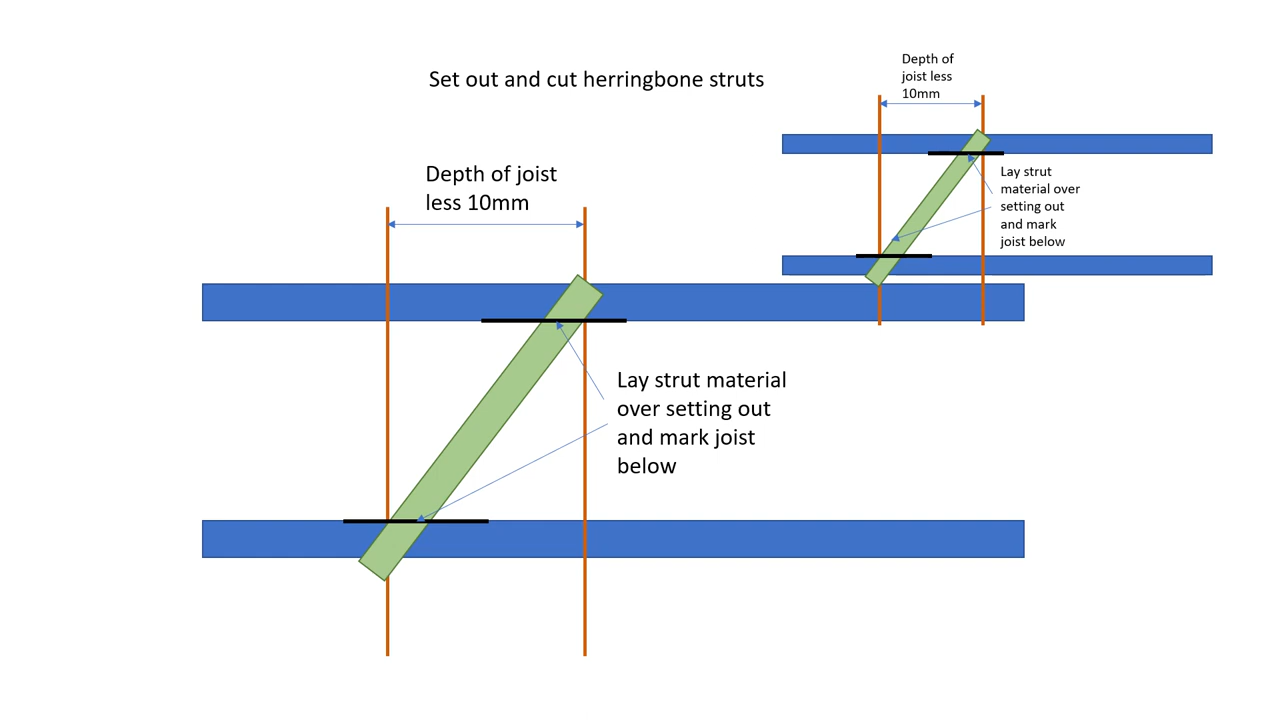 Set out and cut herringbone struts
Depth of joist
less 10mm
Lay strut material
over setting out
and mark joist
below
Depth of
joist less
10mm
Lay strut
material over
setting out
and mark
joist below